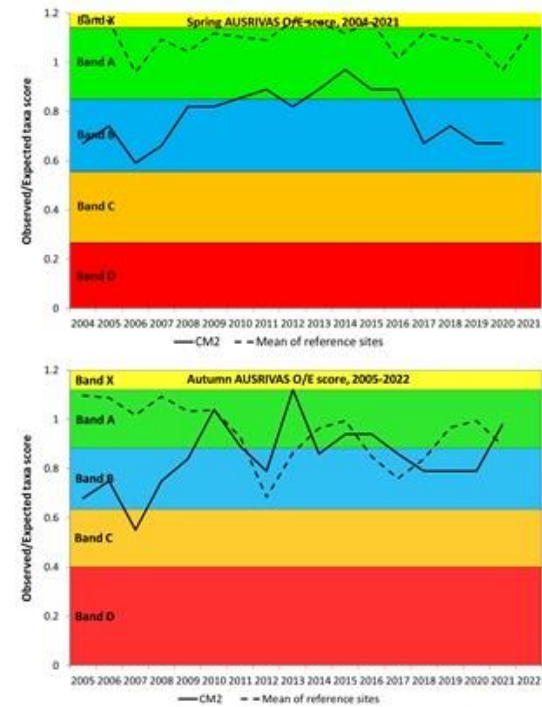 Band X
Spring AUSRIVAS O/E score, 2004-2021
1.2
1
0.8
0.6
0.4
0.2
0
Band A
Band B
Band C
Band D
Observed/Expected taxa score
2004 2005 2006 2007 2008 2009 2010 2011 2012 2013 2014 2015 2016 2017 2018 2019 2020 2021
CM2 Mean of reference sites
Band X
Autumn AUSRIVAS O/E score, 2005-2022
1.2
1
0.8
0.6
0.4
0.2
0
Band A
Band B
Band C
Band D
Observed/Expected taxa score
2005 2006 2007 2008 2009 2010 2011 2012 2013 2014 2015 2016 2017 2018 2019 2020 2021 2022
CM2 Mean of reference sites